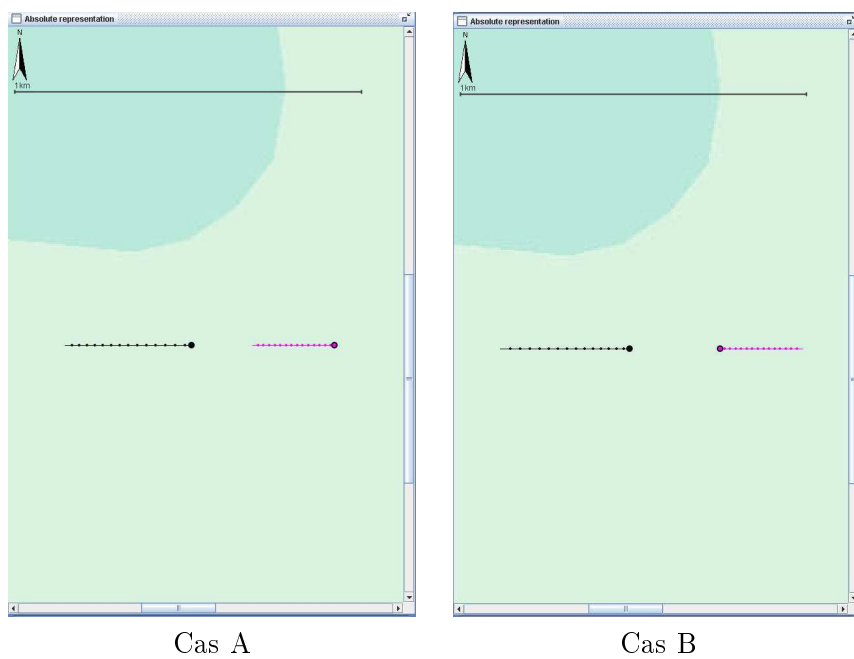 Absolute representation
N
1km
Absolute representation
N
1km
Cas A
Cas B